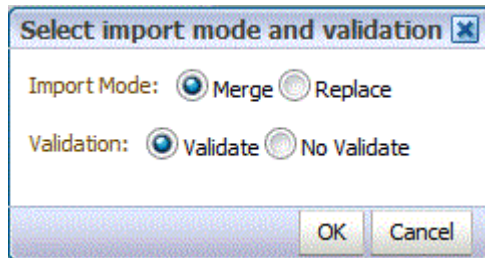 Select import mode and validation
Import Mode: Merge Replace
Validation: Validate No Validate
OK Cancel